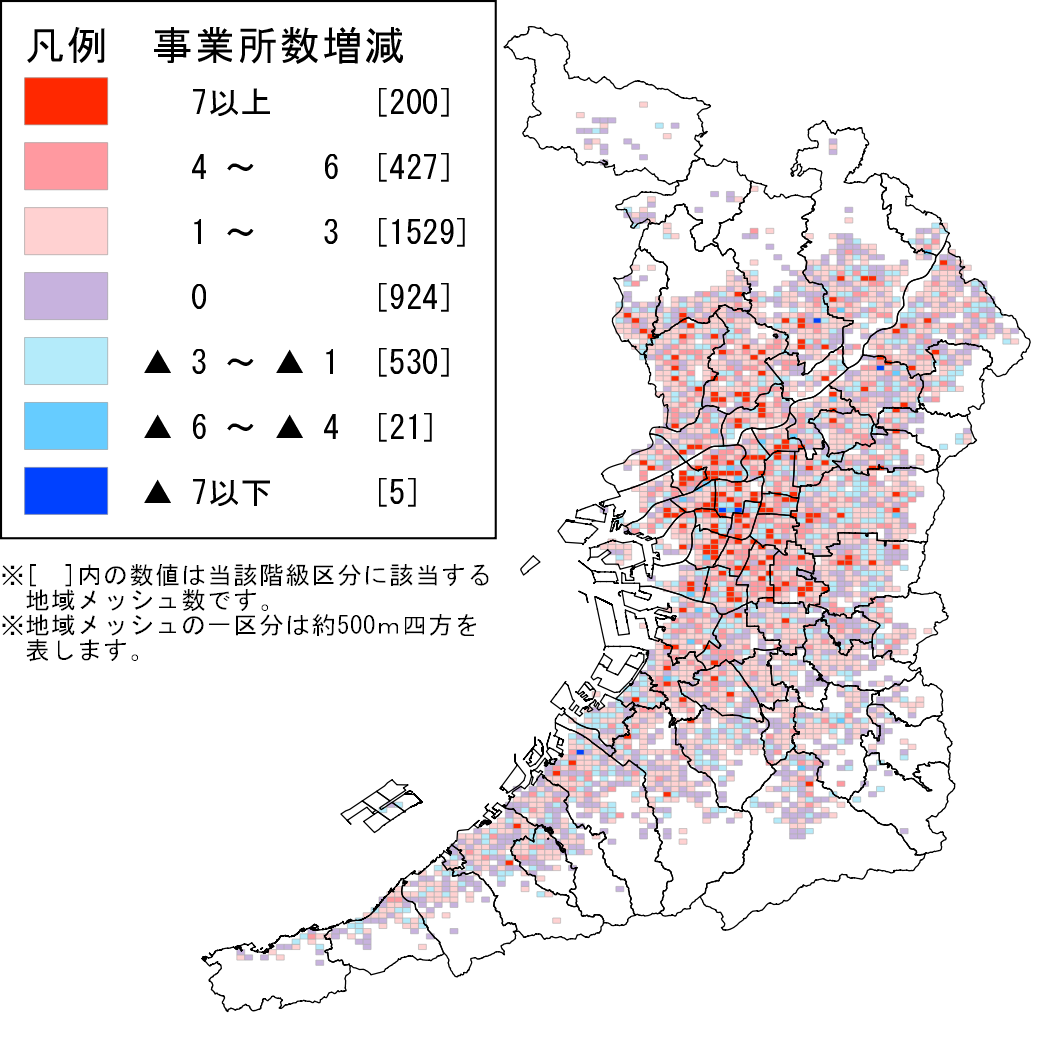 凡例 事業所数増減
7以上 [200]
4 ～ 6 [427]
1 ～ 3 [1529]
0 [924]
▲ 3 ～ ▲ 1 [530]
▲ 6 ～ ▲ 4 [21]
▲ 7以下 [5]
※[ ]内の数値は当該階級区分に該当する
地域メッシュ数です。
※地域メッシュの一区分は約500ｍ四方を
表します。